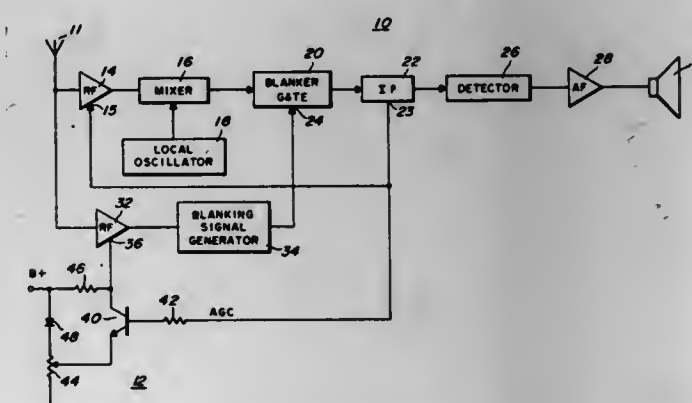 10
11
14
RF
15
16
MIXER
20
BLANKER
GATE
24
22
IF
23
26
DETECTOR
28
AF
18
LOCAL
OSCILLATOR
32
RF
36
BLANKING
SIGNAL
GENERATOR
34
B+
46
48
40
42
AGC
44
12